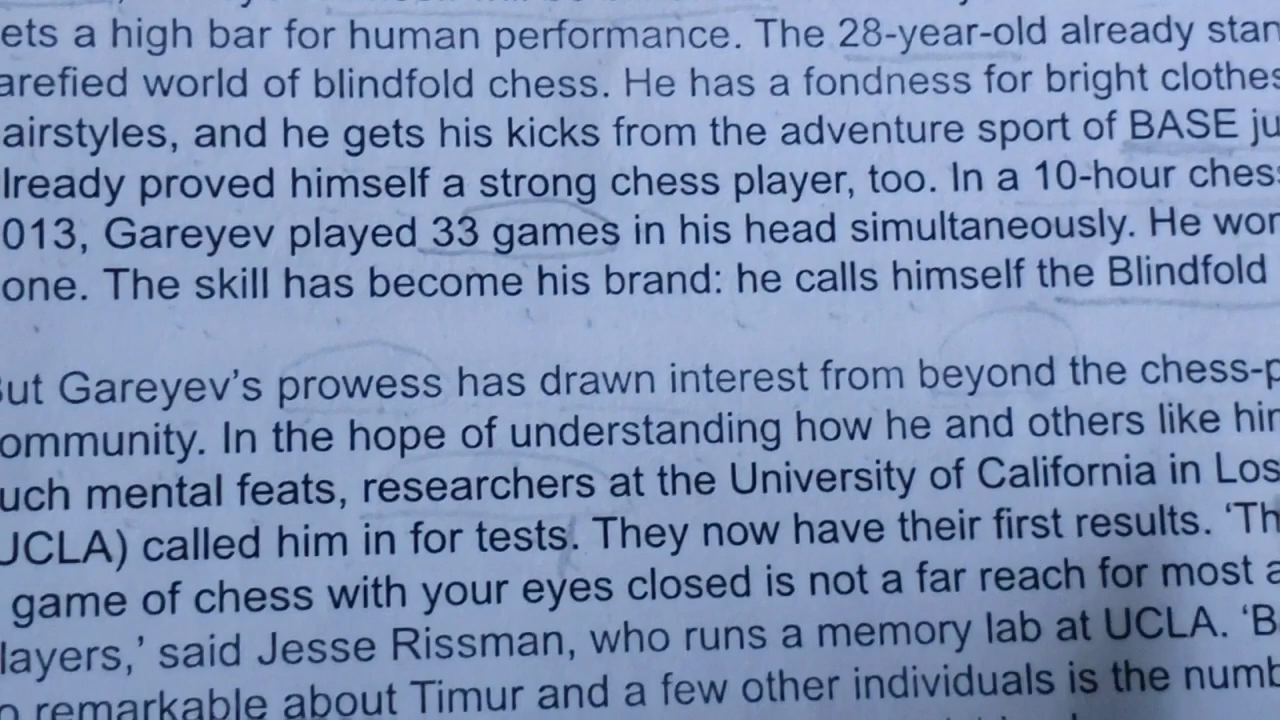 ets a high bar for human performance. The 28-year-old already stan
arefied world of blindfold chess. He has a fondness for bright clothes
airstyles, and he gets his kicks from the adventure sport of BASE ju
lready proved himself a strong chess player, too. In a 10-hour chess
013, Gareyev played 33 games in his head simultaneously. He won
one. The skill has become his brand: he calls himself the Blindfold
But Gareyev's prowess has drawn interest from beyond the chess-p
ommunity. In the hope of understanding how he and others like him
uch mental feats, researchers at the University of California in Los
UCLA) called him in for tests. They now have their first results. ‘Th
game of chess with your eyes closed is not a far reach for most a
layers,’ said Jesse Rissman, who runs a memory lab at UCLA. ‘B
o remarkable about Timur and a few other individuals is the numb